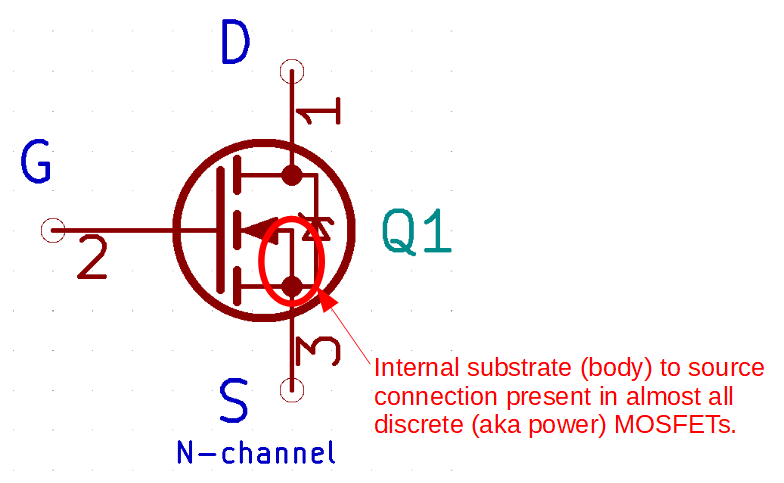 D
1
G
Q1
2
3
Internal substrate (body) to source
connection present in almost all
discrete (aka power) MOSFETs.
S
N-channel